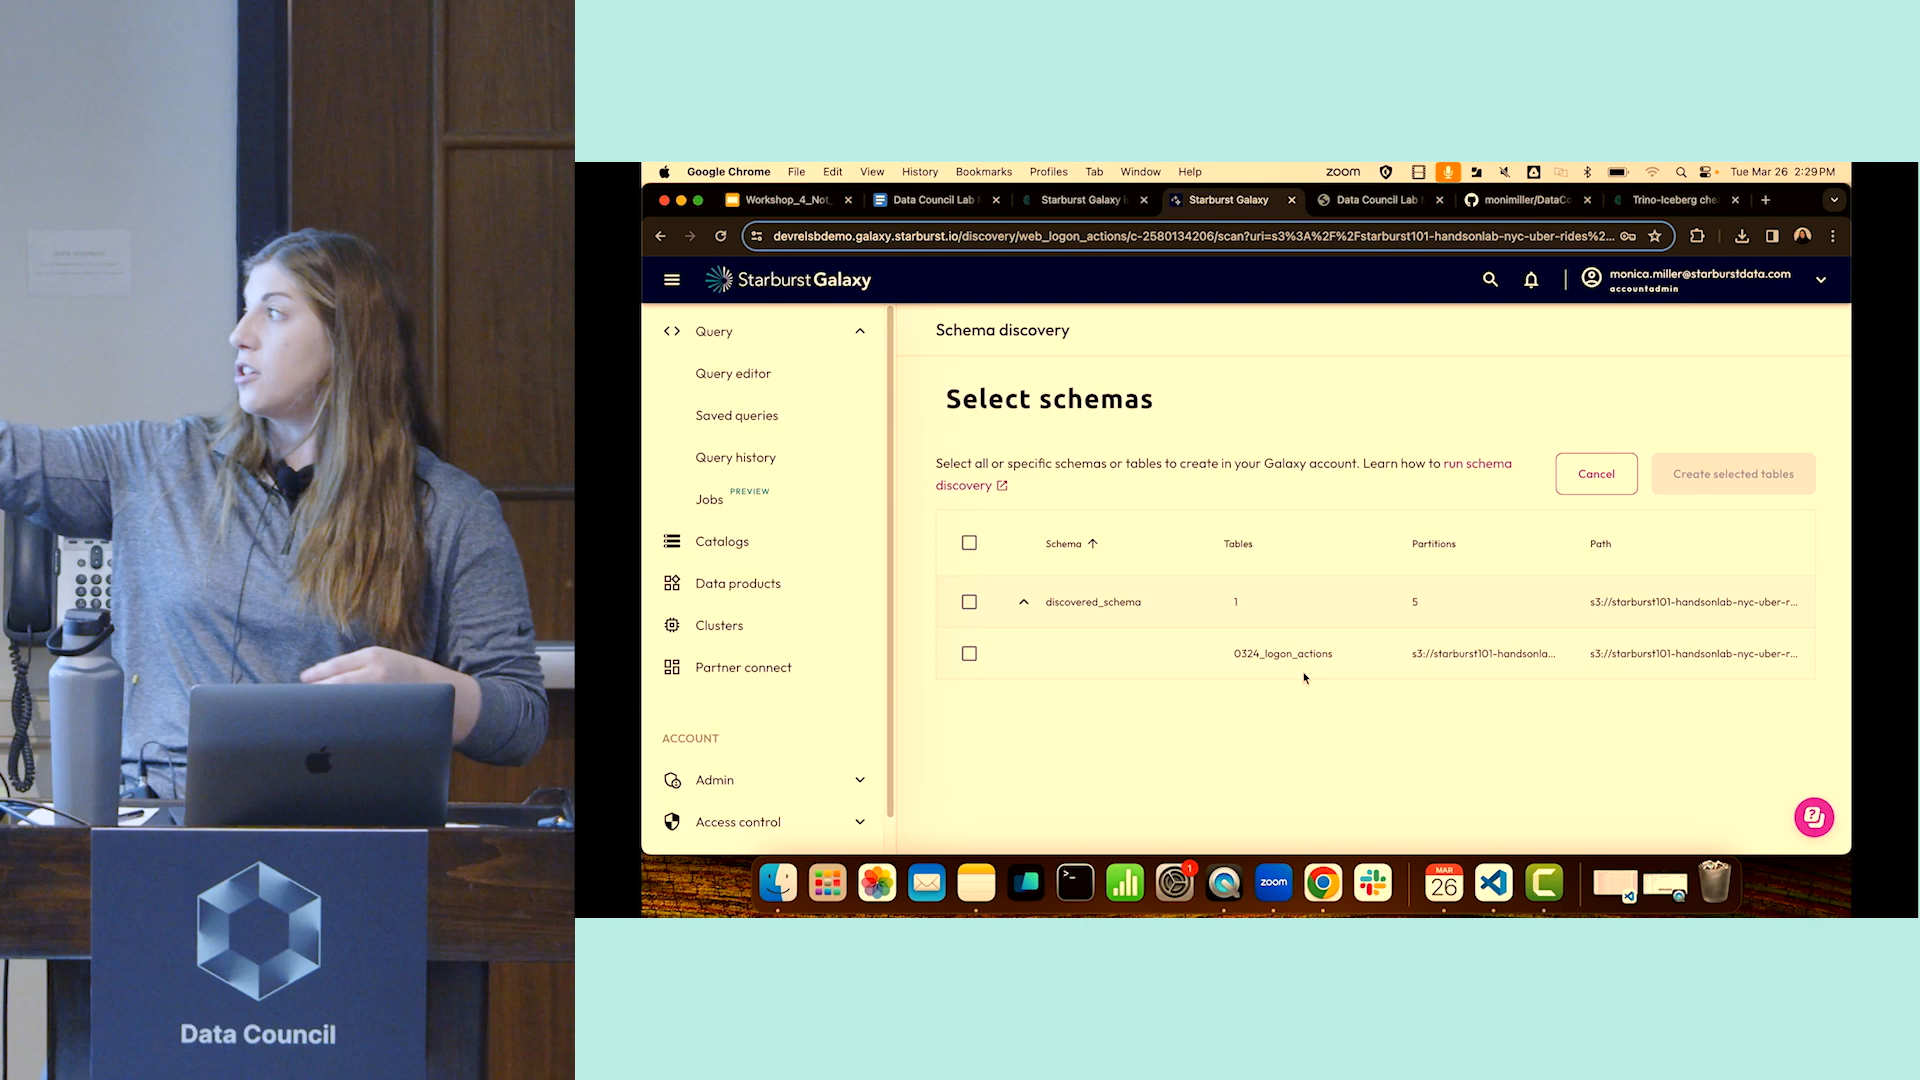 Google Chrome File Edit View History Bookmarks Profiles Tab Window Help zoom Tue Mar 26 2:29 PM
Workshop_4_Not Data Council Lab Starburst Galaxy Starburst Galaxy Data Council Lab monimiller/DataCo Trino-Iceberg che
devrelsbdemo.galaxy.starburst.io/discovery/web_logon_actions/c-2580134206/scan?uri=s3%3A%2F%2Fstarburst101-handsonlab-nyc-uber-rides%2...
Starburst Galaxy
monica.miller@starburstdata.com
accountadmin
Query
Query editor
Saved queries
Query history
Jobs PREVIEW
Catalogs
Data products
Clusters
Partner connect
ACCOUNT
Admin
Access control
Schema discovery
Select schemas
Select all or specific schemas or tables to create in your Galaxy account. Learn how to run schema
discovery
Cancel
Create selected tables
Schema Tables Partitions Path
discovered_schema 1 5 s3://starburst101-handsonlab-nyc-uber-r...
0324_logon_actions s3://starburst101-handsonla... s3://starburst101-handsonlab-nyc-uber-r...
1
zoom
MAR
26
Data Council